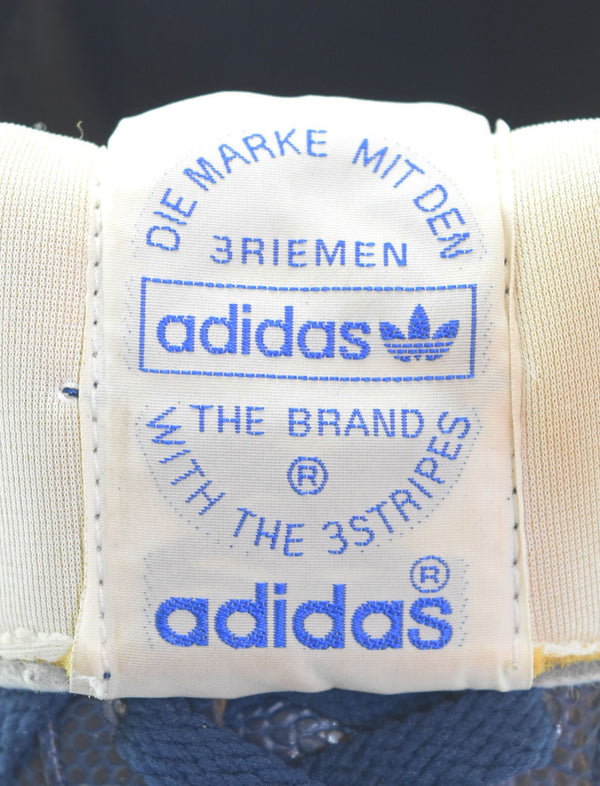 DIE MARKE MIT DEN
3RIEMEN
adidas
THE BRAND
®
WITH THE 3STRIPES
adidas®